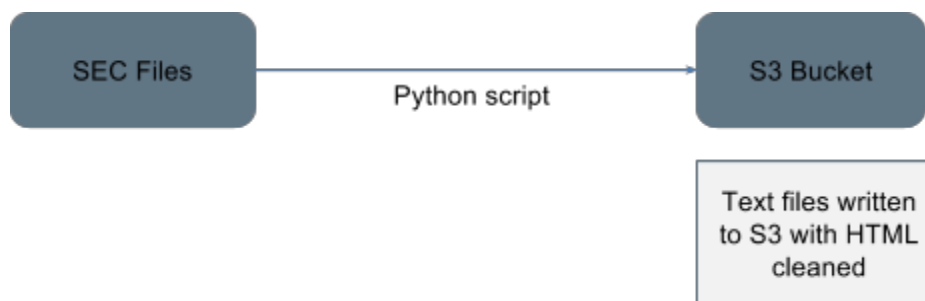 SEC Files
S3 Bucket
Python script
Text files written
to S3 with HTML
cleaned